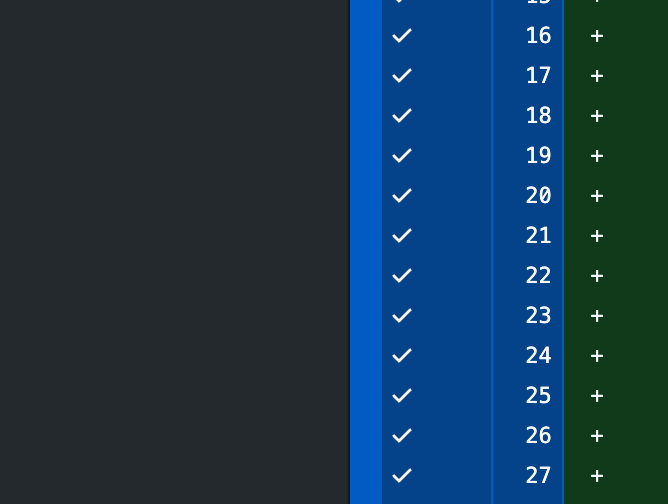 ✓ 16 +
✓ 17 +
✓ 18 +
✓ 19 +
✓ 20 +
✓ 21 +
✓ 22 +
✓ 23 +
✓ 24 +
✓ 25 +
✓ 26 +
✓ 27 +